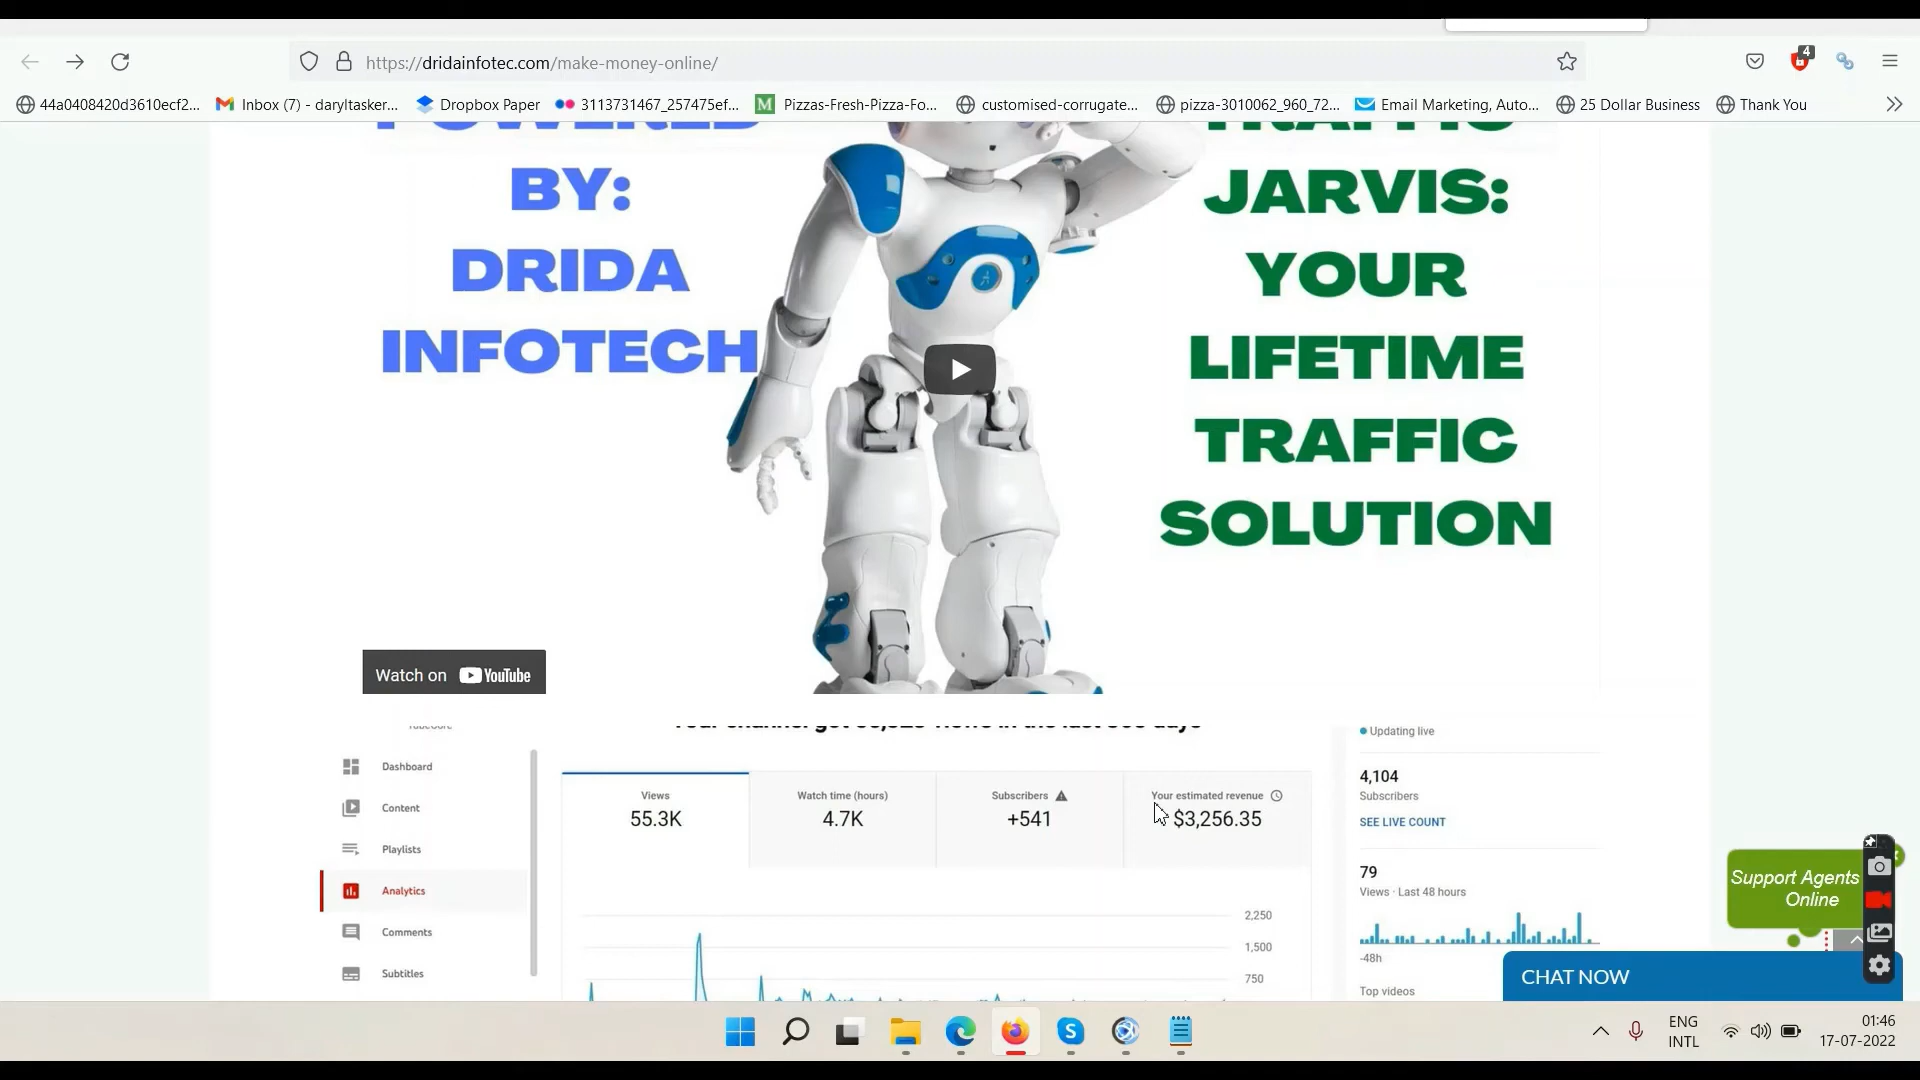 4
https://dridainfotec.com/make-money-online/
44a0408420d3610ecf2...
Inbox (7) - daryltasker...
Dropbox Paper
3113731467_257475ef...
M
Pizzas-Fresh-Pizza-Fo...
customised-corrugate...
pizza-3010062_960_72...
Email Marketing, Auto...
25 Dollar Business
Thank You
POWERED
BY:
DRIDA
INFOTECH
TRAFFIC
JARVIS:
YOUR
LIFETIME
TRAFFIC
SOLUTION
Watch on YouTube
Dashboard
Content
Playlists
Analytics
Comments
Subtitles
Views
55.3K
Watch time (hours)
4.7K
Subscribers
+541
Your estimated revenue
$3,256.35
2,250
1,500
750
Updating live
4,104
Subscribers
SEE LIVE COUNT
79
Views · Last 48 hours
-48h
Top videos
Support Agents
Online
CHAT NOW
S
ENG
INTL
01:46
17-07-2022